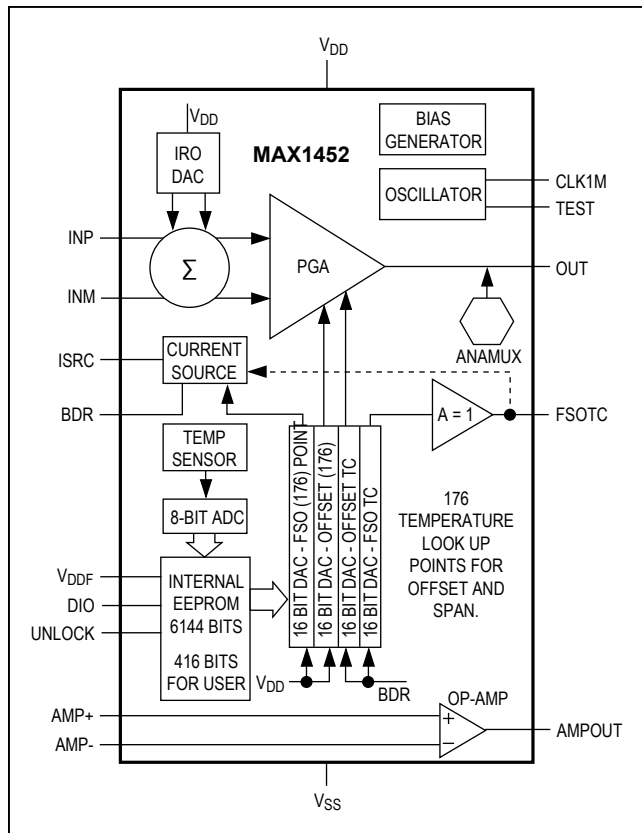 VDD
VDD
IRO
DAC
MAX1452
BIAS
GENERATOR
OSCILLATOR
CLK1M
TEST
INP
INM
Σ
PGA
OUT
ANAMUX
ISRC
BDR
CURRENT
SOURCE
A = 1
FSOTC
TEMP
SENSOR
8-BIT ADC
VDDF
DIO
UNLOCK
INTERNAL
EEPROM
6144 BITS
416 BITS
FOR USER
16 BIT DAC - FSO (176) POINT
16 BIT DAC - OFFSET (176)
16 BIT DAC - OFFSET TC
16 BIT DAC - FSO TC
176
TEMPERATURE
LOOK UP
POINTS FOR
OFFSET AND
SPAN.
VDD
BDR
OP-AMP
AMP+
AMP-
+
−
AMPOUT
VSS